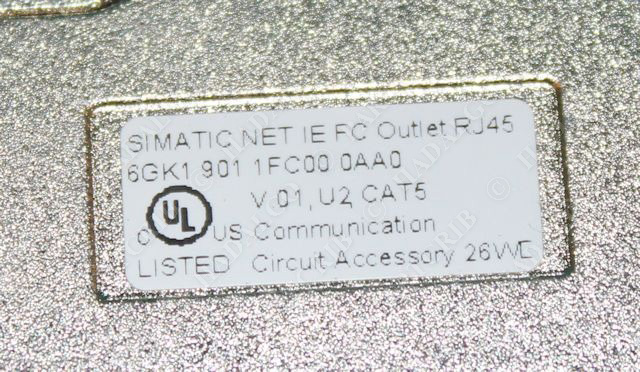 SIMATIC NET IE FC Outlet RJ45
6GK1 901 1FC00 0AA0
V 01, U2, CAT5
UL
C US Communication
LISTED Circuit Accessory